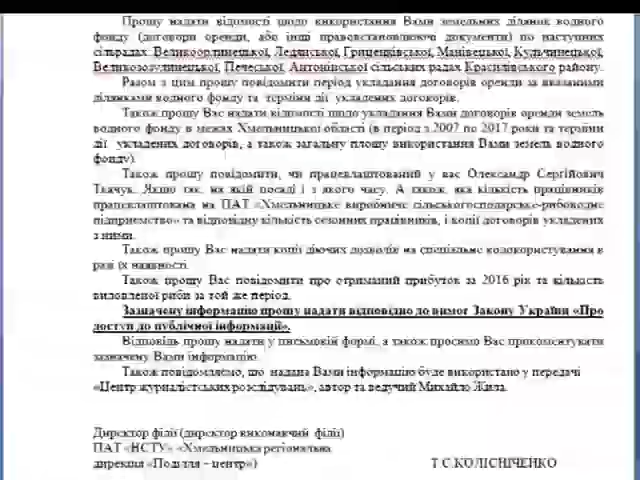 Прошу надати відомості щодо використання Вами земельних ділянок водного
фонду (договори оренди, або інші правовстановлюючі документи) по наступних
сільрадах Великоорлинецької, Ледянської, Гриценківської, Манівецької, Кульчинецької,
Великозозулинецької, Печеської, Антонінської сільських радах Красилівського району.
Разом з цим прошу повідомити період укладання договорів оренди за вказаними
ділянками водного фонду та терміни дії укладених договорів.
Також прошу Вас надати відомості щодо укладання Вами договорів оренди земель
водного фонду в межах Хмельницької області (в період з 2007 по 2017 роки та терміни
дії укладених договорів, а також загальну площу використання Вами земель водного
фонду).
Також прошу повідомити, чи працевлаштований у вас Олександр Сергійович
Ткачук. Якщо так, на якій посаді і з якого часу. А також, яка кількість працівників
працевлаштована на ПАТ «Хмельницьке виробниче сільськогосподарсько-рибоводне
підприємство» та відповідну кількість сезонних працівників, і копії договорів укладених
з ними.
Також прошу Вас надати копії діючих дозволів на спеціальне водокористування в
разі їх наявності.
Також прошу Вас повідомити про отриманий прибуток за 2016 рік та кількість
виловленої риби за той же період.
Зазначену інформацію прошу надати відповідно до вимог Закону України «Про
доступ до публічної інформації».
Відповідь прошу надати у письмовій формі, а також просимо Вас прокоментувати
зазначену Вами інформацію.
Також повідомляємо, що надана Вами інформацію буде використано у передачі
«Центр журналістських розслідувань», автор та ведучий Михайло Жила.
Директор філії (директор виконавчий філії)
ПАТ «НСТУ» «Хмельницька регіональна
дирекція «Поділля – центр»)
Т.С.КОЛІСНІЧЕНКО